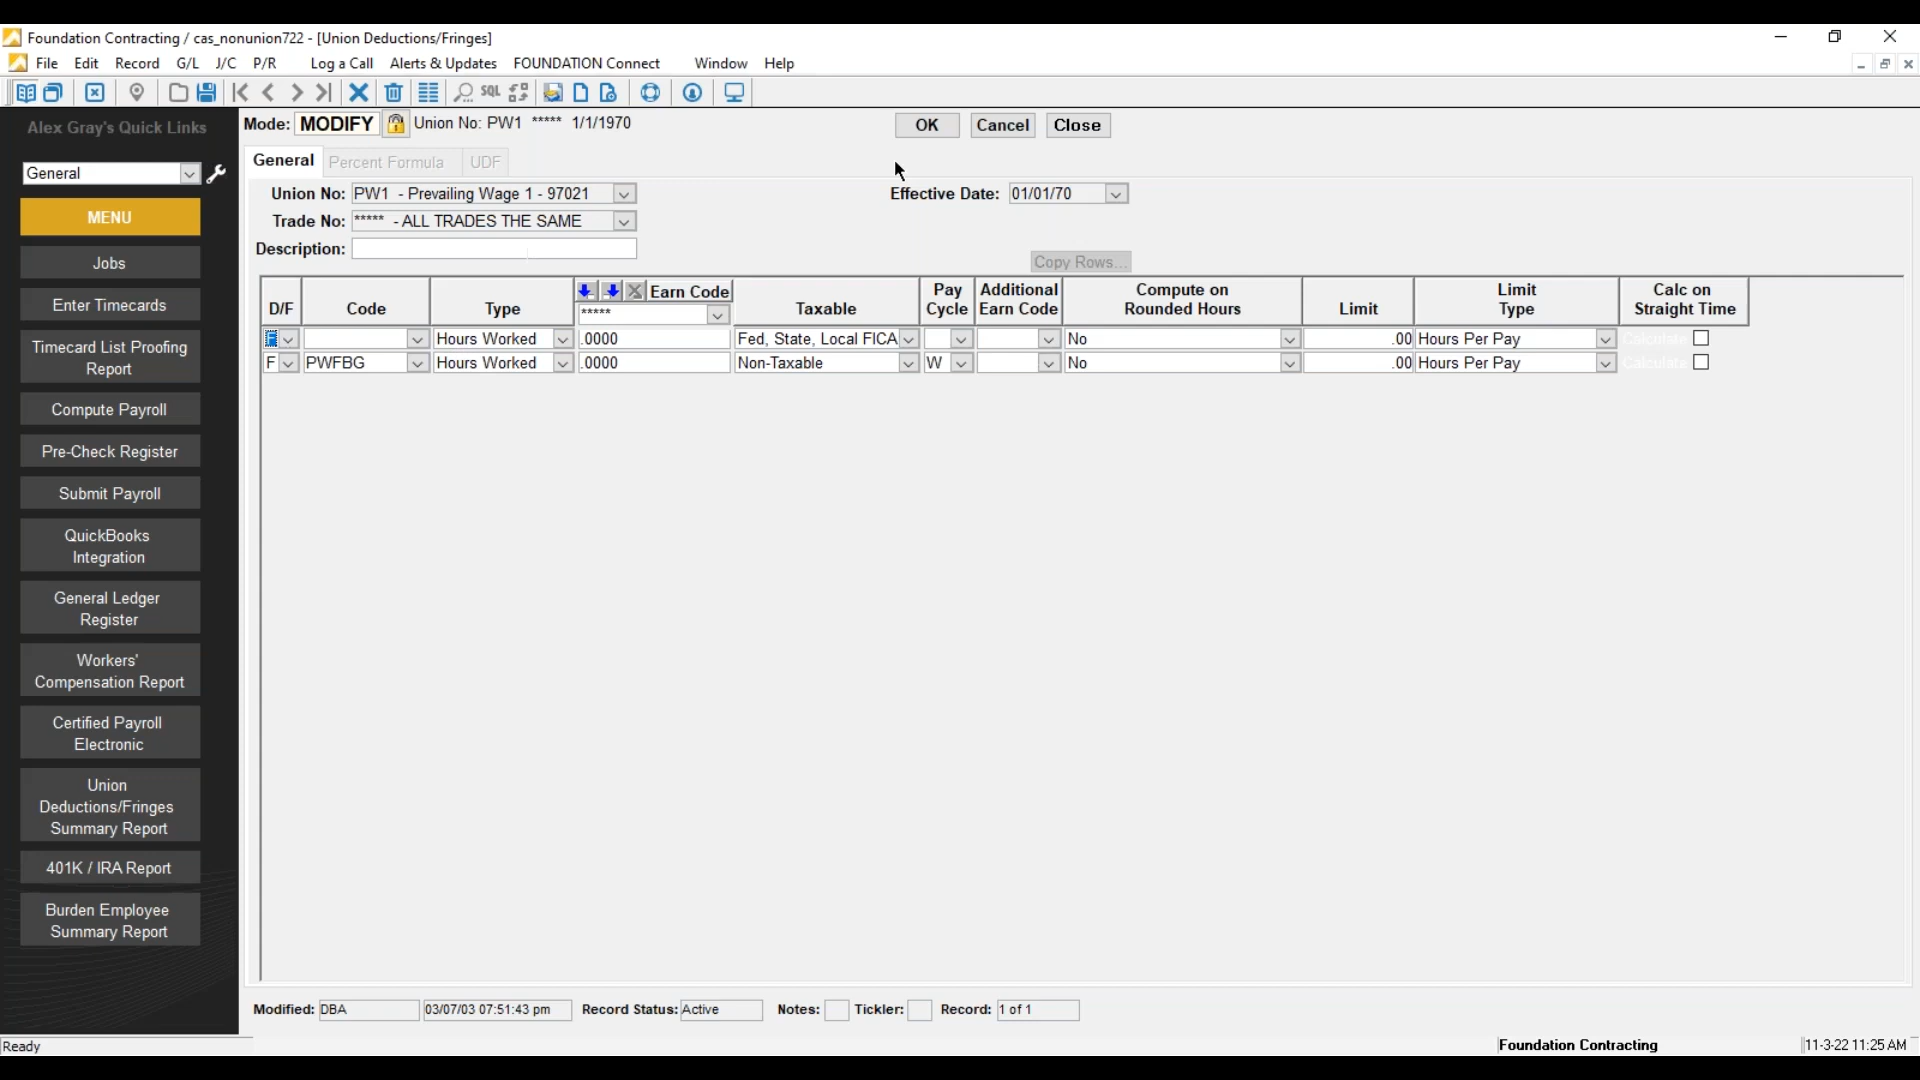 Foundation Contracting / cas_nonunion722 - [Union Deductions/Fringes]
File Edit Record G/L J/C P/R Log a Call Alerts & Updates FOUNDATION Connect Window Help
SQL
Alex Gray's Quick Links
General
MENU
Jobs
Enter Timecards
Timecard List Proofing
Report
Compute Payroll
Pre-Check Register
Submit Payroll
QuickBooks
Integration
General Ledger
Register
Workers'
Compensation Report
Certified Payroll
Electronic
Union
Deductions/Fringes
Summary Report
401K / IRA Report
Burden Employee
Summary Report
Mode: MODIFY Union No: PW1 ***** 1/1/1970
OK Cancel Close
General Percent Formula UDF
Union No: PW1 - Prevailing Wage 1 - 97021 Effective Date: 01/01/70
Trade No: ***** - ALL TRADES THE SAME
Description:
Copy Rows...
D/F Code Type Earn Code ***** Taxable Pay Cycle Additional Earn Code Compute on Rounded Hours Limit Limit Type Calc on Straight Time
F Hours Worked .0000 Fed, State, Local FICA No .00 Hours Per Pay Calculate
F PWFBG Hours Worked .0000 Non-Taxable W No .00 Hours Per Pay Calculate
Modified: DBA 03/07/03 07:51:43 pm Record Status: Active Notes: Tickler: Record: 1 of 1
Ready Foundation Contracting 11-3-22 11:25 AM